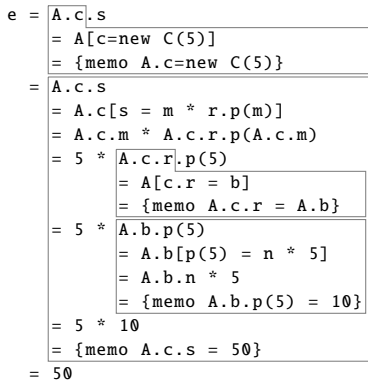 e = A.c.s
= A[c=new C(5)]
= {memo A.c=new C(5)}
= A.c.s
= A.c[s = m * r.p(m)]
= A.c.m * A.c.r.p(A.c.m)
= 5 * A.c.r.p(5)
= A[c.r = b]
= {memo A.c.r = A.b}
= 5 * A.b.p(5)
= A.b[p(5) = n * 5]
= A.b.n * 5
= {memo A.b.p(5) = 10}
= 5 * 10
= {memo A.c.s = 50}
= 50